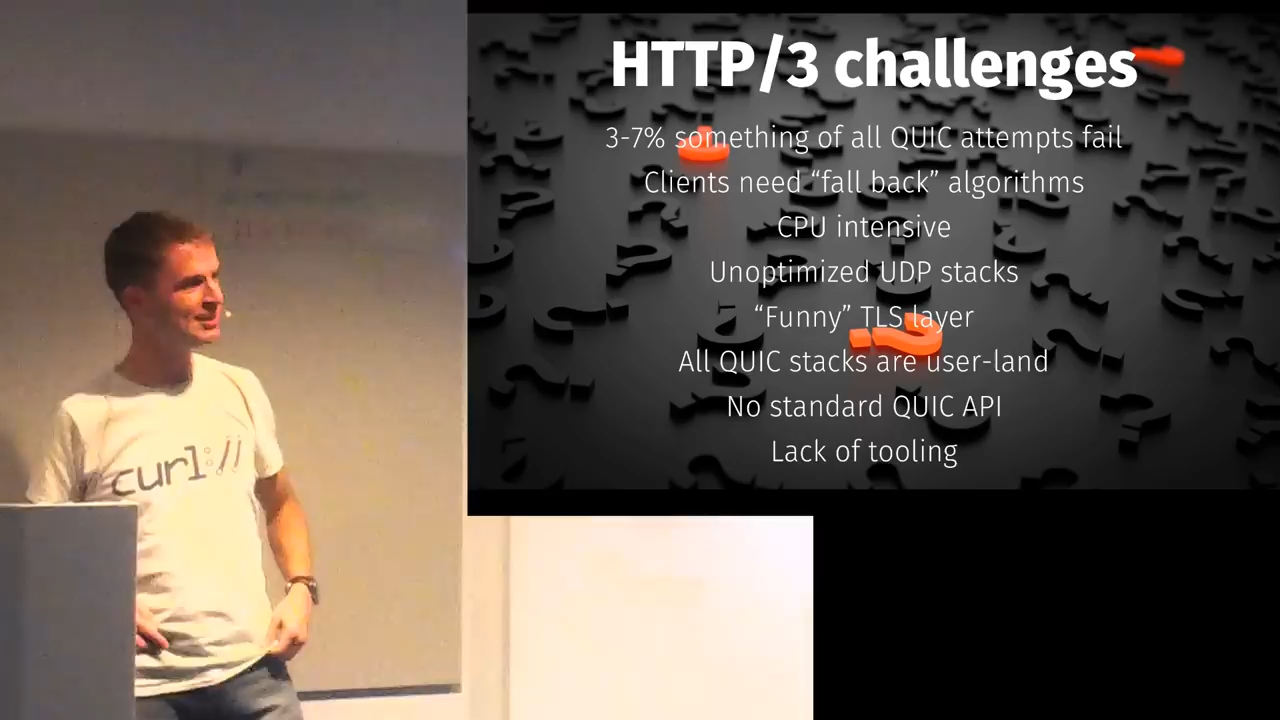 HTTP/3 challenges
3-7% something of all QUIC attempts fail
Clients need “fall back” algorithms
CPU intensive
Unoptimized UDP stacks
“Funny” TLS layer
All QUIC stacks are user-land
No standard QUIC API
Lack of tooling
curl://